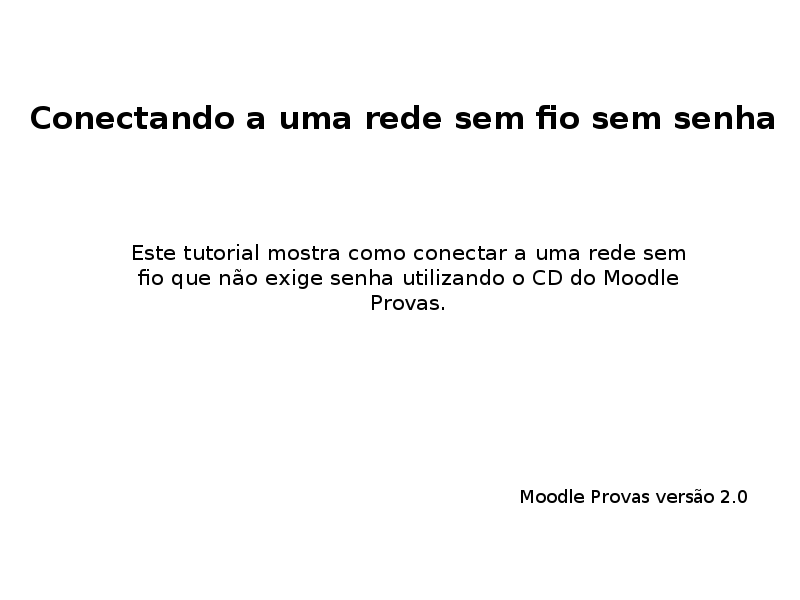 Conectando a uma rede sem fio sem senha
Este tutorial mostra como conectar a uma rede sem
fio que não exige senha utilizando o CD do Moodle
Provas.
Moodle Provas versão 2.0